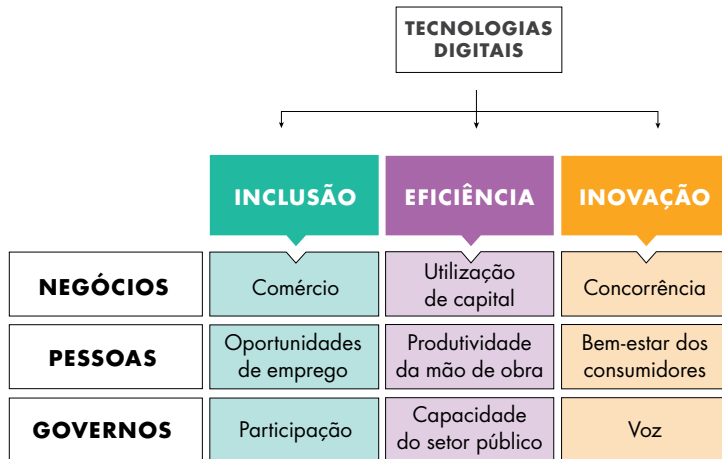 TECNOLOGIAS
DIGITAIS
INCLUSÃO
EFICIÊNCIA
INOVAÇÃO
NEGÓCIOS
Comércio
Utilização
de capital
Concorrência
PESSOAS
Oportunidades
de emprego
Produtividade
da mão de obra
Bem-estar dos
consumidores
GOVERNOS
Participação
Capacidade
do setor público
Voz